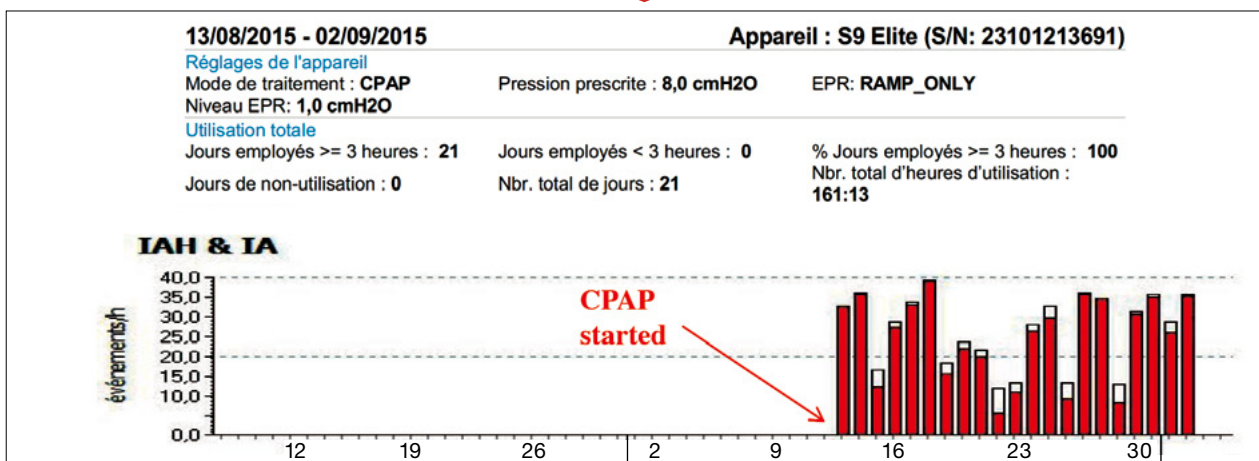 13/08/2015 - 02/09/2015 Appareil : S9 Elite (S/N: 23101213691)
Réglages de l'appareil
Mode de traitement : CPAP Pression prescrite : 8,0 cmH2O EPR: RAMP_ONLY
Niveau EPR: 1,0 cmH2O
Utilisation totale
Jours employés >= 3 heures : 21 Jours employés < 3 heures : 0 % Jours employés >= 3 heures : 100
Jours de non-utilisation : 0 Nbr. total de jours : 21 Nbr. total d'heures d'utilisation :
161:13
IAH & IA
événements/h
40,0
35,0
30,0
25,0
20,0
15,0
10,0
0,0
CPAP
started
12 19 26 2 9 16 23 30